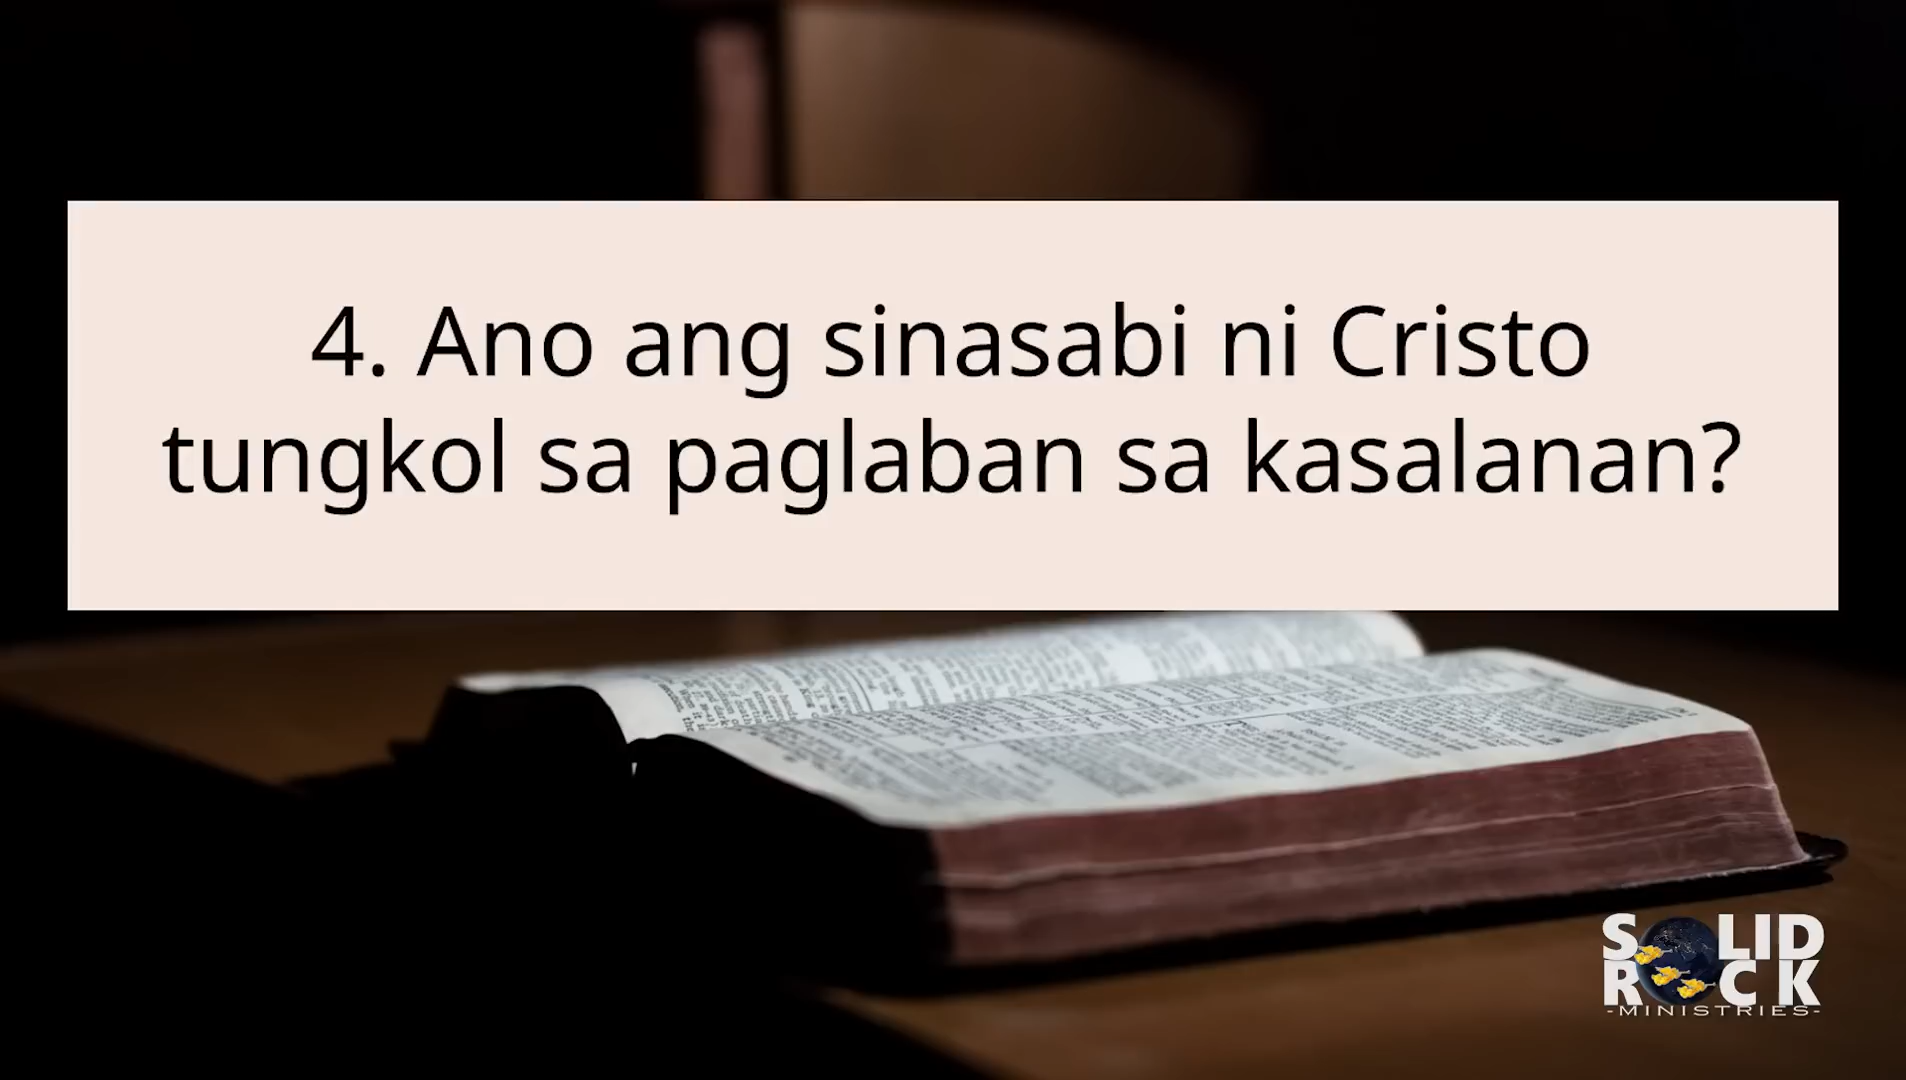 4. Ano ang sinasabi ni Cristo
tungkol sa paglaban sa kasalanan?
SOLID
ROCK
-MINISTRIES-